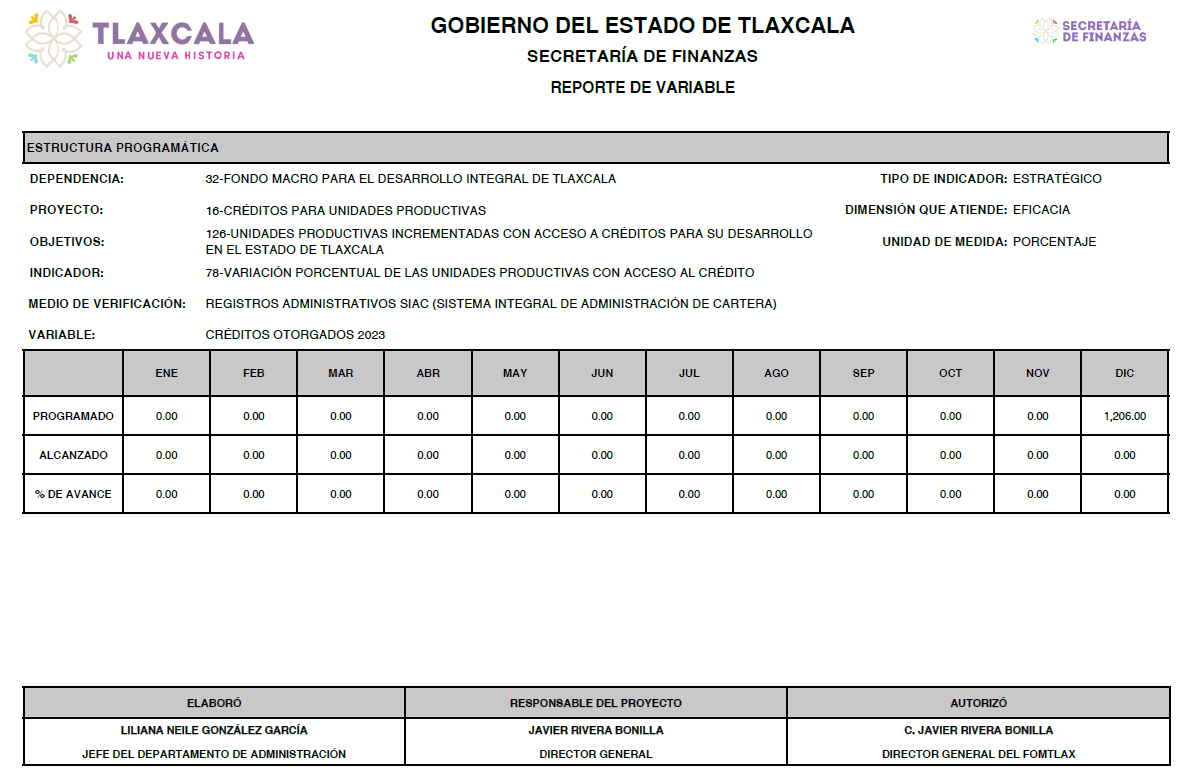 TLAXCALA
UNA NUEVA HISTORIA
GOBIERNO DEL ESTADO DE TLAXCALA
SECRETARÍA DE FINANZAS
REPORTE DE VARIABLE
SECRETARÍA
DE FINANZAS
ESTRUCTURA PROGRAMÁTICA
DEPENDENCIA: 32-FONDO MACRO PARA EL DESARROLLO INTEGRAL DE TLAXCALA TIPO DE INDICADOR: ESTRATÉGICO
PROYECTO: 16-CRÉDITOS PARA UNIDADES PRODUCTIVAS DIMENSIÓN QUE ATIENDE: EFICACIA
OBJETIVOS: 126-UNIDADES PRODUCTIVAS INCREMENTADAS CON ACCESO A CRÉDITOS PARA SU DESARROLLO
EN EL ESTADO DE TLAXCALA UNIDAD DE MEDIDA: PORCENTAJE
INDICADOR: 78-VARIACIÓN PORCENTUAL DE LAS UNIDADES PRODUCTIVAS CON ACCESO AL CRÉDITO
MEDIO DE VERIFICACIÓN: REGISTROS ADMINISTRATIVOS SIAC (SISTEMA INTEGRAL DE ADMINISTRACIÓN DE CARTERA)
VARIABLE: CRÉDITOS OTORGADOS 2023
ENE FEB MAR ABR MAY JUN JUL AGO SEP OCT NOV DIC
PROGRAMADO 0.00 0.00 0.00 0.00 0.00 0.00 0.00 0.00 0.00 0.00 0.00 1,206.00
ALCANZADO 0.00 0.00 0.00 0.00 0.00 0.00 0.00 0.00 0.00 0.00 0.00 0.00
% DE AVANCE 0.00 0.00 0.00 0.00 0.00 0.00 0.00 0.00 0.00 0.00 0.00 0.00
ELABORÓ RESPONSABLE DEL PROYECTO AUTORIZÓ
LILIANA NEILE GONZÁLEZ GARCÍA JAVIER RIVERA BONILLA C. JAVIER RIVERA BONILLA
JEFE DEL DEPARTAMENTO DE ADMINISTRACIÓN DIRECTOR GENERAL DIRECTOR GENERAL DEL FOMTLAX